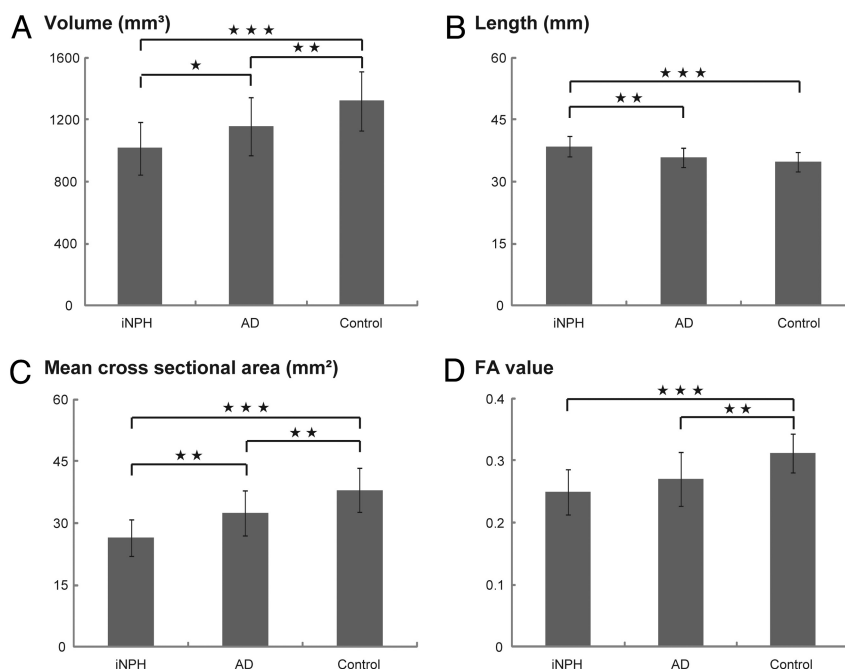 A Volume (mm³)
★ ★ ★
★ ★
★
1600
1200
800
400
0
iNPH AD Control
B Length (mm)
★ ★ ★
★ ★
60
45
30
15
0
iNPH AD Control
C Mean cross sectional area (mm²)
★ ★ ★
★ ★
★ ★
60
45
30
15
0
iNPH AD Control
D FA value
★ ★ ★
★ ★
0.4
0.3
0.2
0.1
0
iNPH AD Control